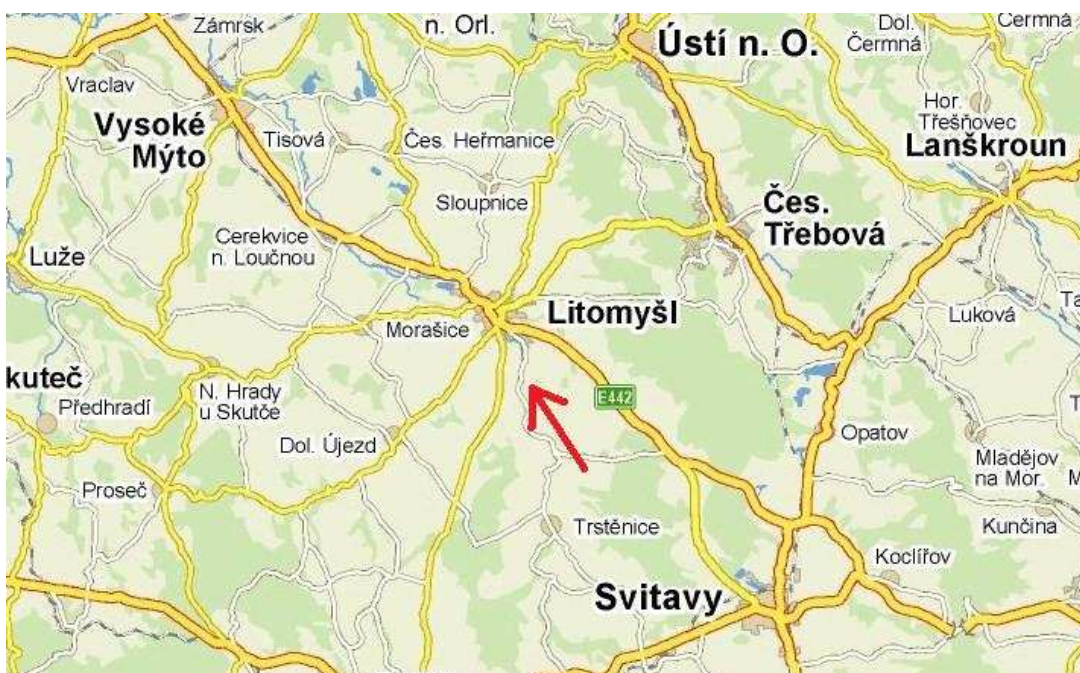 Zámrsk
n. Orl.
Ústí n. O.
Dol.
Čermná
Čermná
Vraclav
Vysoké
Mýto
Tisová
Čes. Heřmanice
Hor.
Třešňovec
Lanškroun
Sloupnice
Čes.
Třebová
Luže
Cerekvice
n. Loučnou
Litomyšl
Luková
Ta
Morašice
kuteč
Předhradí
N. Hrady
u Skutče
E442
T
Dol. Újezd
Opatov
Mladějov
na Mor.
M
Proseč
Trstěnice
Kunčina
Koclířov
Svitavy